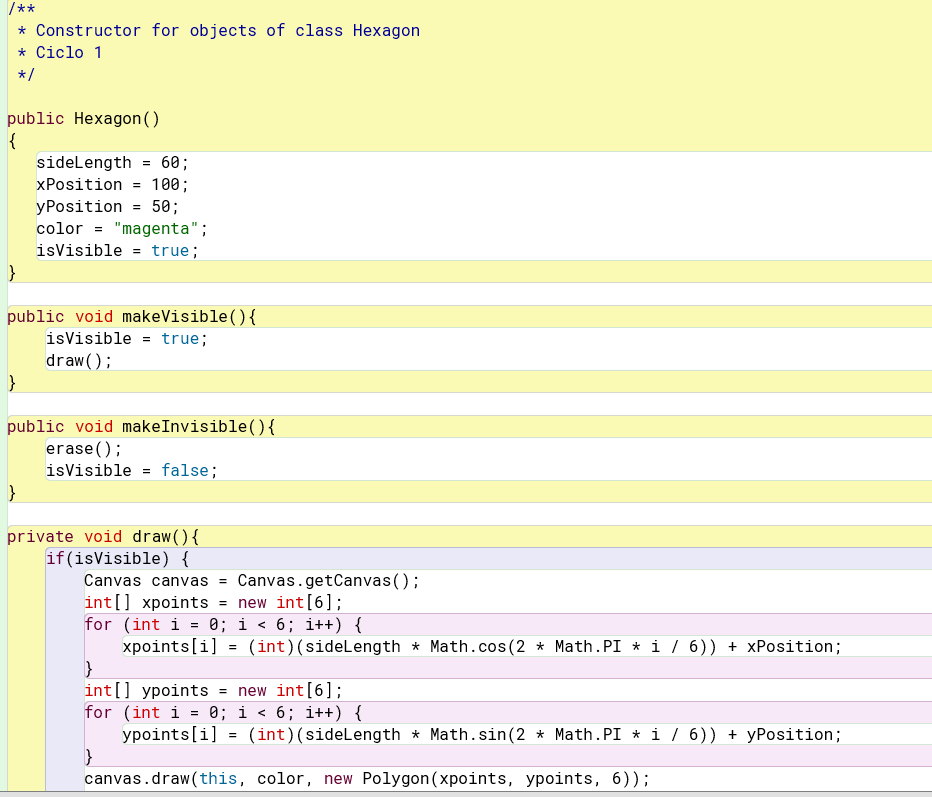 /**
 * Constructor for objects of class Hexagon
 * Ciclo 1
 */
public Hexagon()
{
sideLength = 60;
xPosition = 100;
yPosition = 50;
color = "magenta";
isVisible = true;
}
public void makeVisible(){
isVisible = true;
draw();
}
public void makeInvisible(){
erase();
isVisible = false;
}
private void draw(){
if(isVisible) {
Canvas canvas = Canvas.getCanvas();
int[] xpoints = new int[6];
for (int i = 0; i < 6; i++) {
xpoints[i] = (int)(sideLength * Math.cos(2 * Math.PI * i / 6)) + xPosition;
}
int[] ypoints = new int[6];
for (int i = 0; i < 6; i++) {
ypoints[i] = (int)(sideLength * Math.sin(2 * Math.PI * i / 6)) + yPosition;
}
canvas.draw(this, color, new Polygon(xpoints, ypoints, 6));